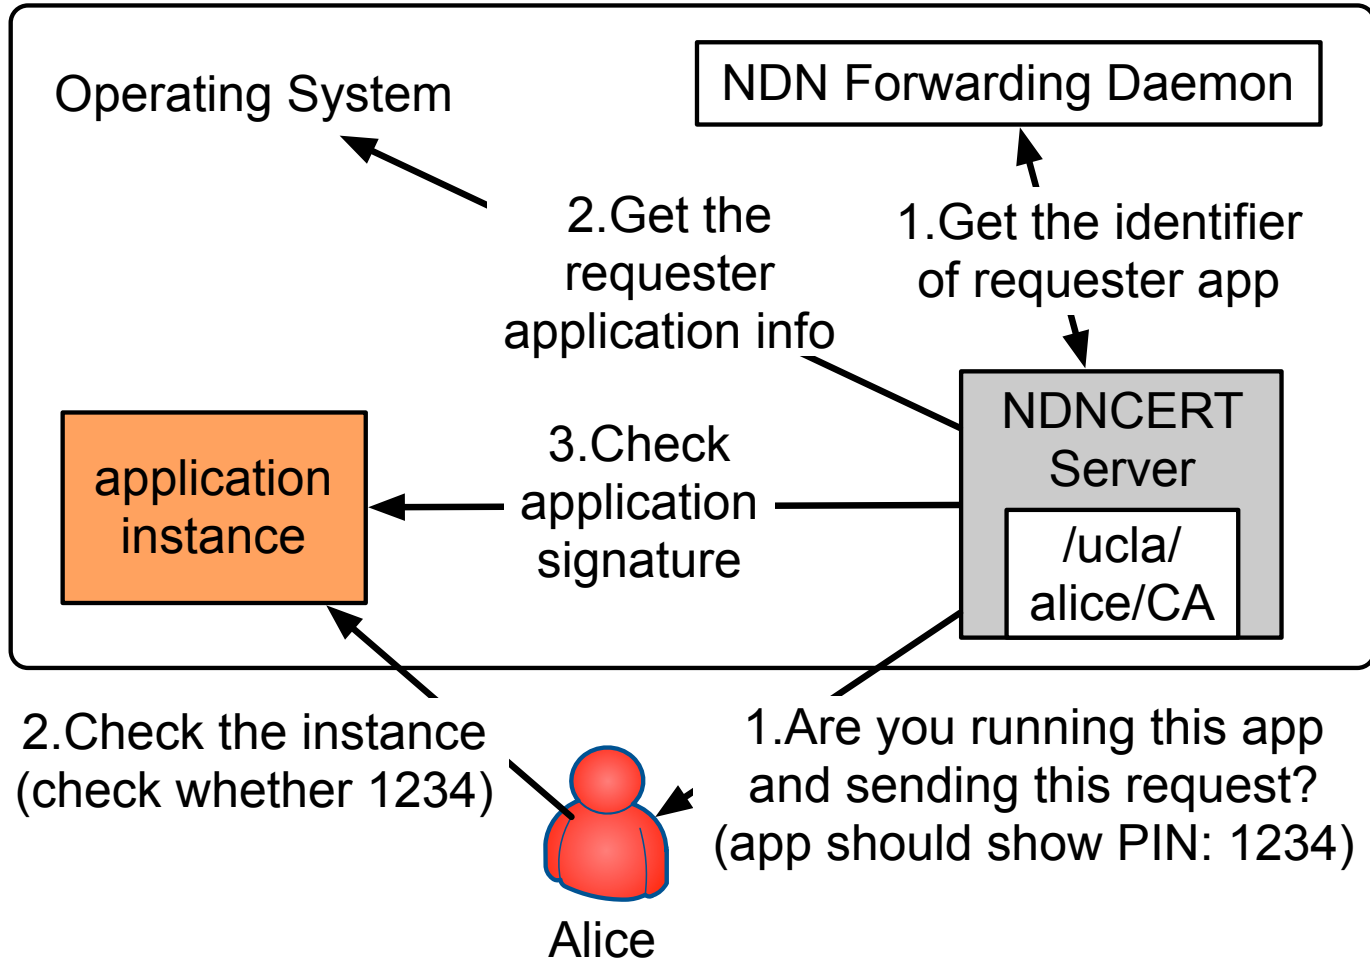 Operating System
NDN Forwarding Daemon
2.Get the
requester
application info
1.Get the identifier
of requester app
NDNCERT
Server
/ucla/
alice/CA
application
instance
3.Check
application
signature
2.Check the instance
(check whether 1234)
1.Are you running this app
and sending this request?
(app should show PIN: 1234)
Alice